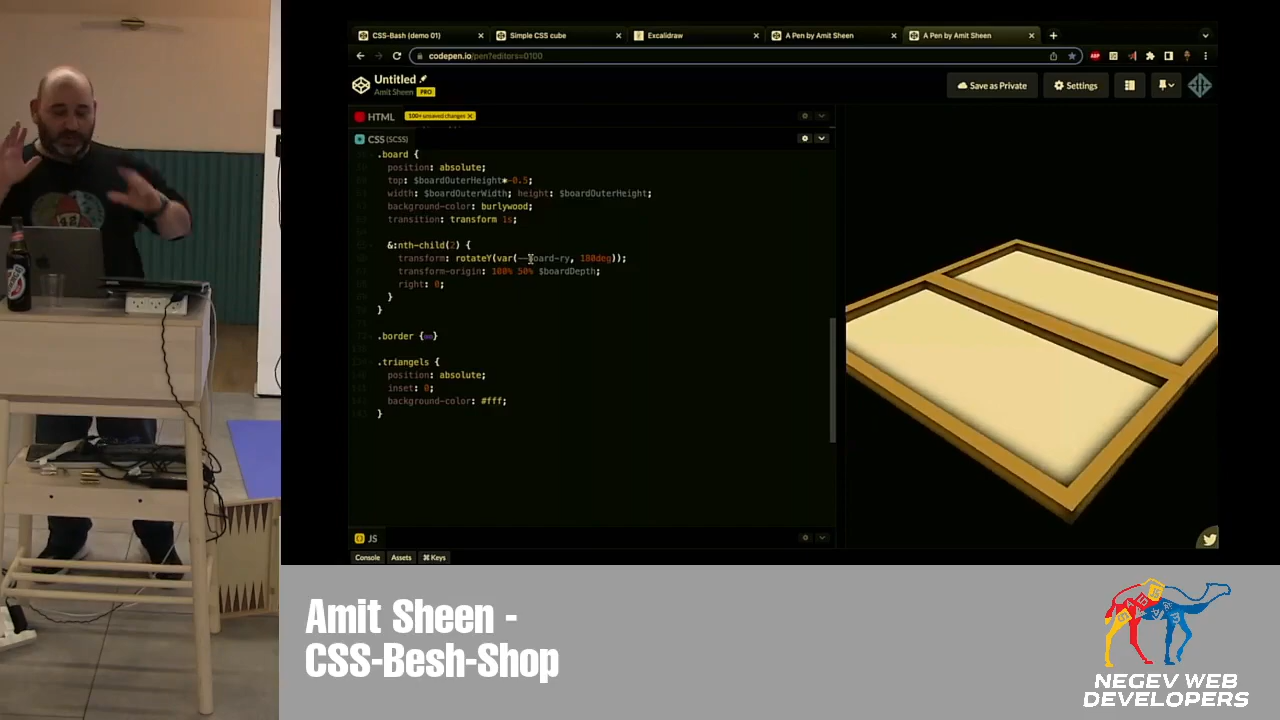 CSS-Bash (demo 01)
Simple CSS cube
Excalidraw
A Pen by Amit Sheen
A Pen by Amit Sheen
codepen.io/pen?editors=0100
Untitled
Amit Sheen PRO
Save as Private
Settings
HTML
100+ unsaved changes
CSS (SCSS)
.board {
position: absolute;
top: $boardOuterHeight*-0.5;
width: $boardOuterWidth; height: $boardOuterHeight;
background-color: burlywood;
transition: transform 1s;
&:nth-child(2) {
transform: rotateY(var(--board-ry, 180deg));
transform-origin: 100% 50% $boardDepth;
right: 0;
}
}
.border {
}
.triangels {
position: absolute;
inset: 0;
background-color: #fff;
}
JS
Console
Assets
⌘ Keys
Amit Sheen -
CSS-Besh-Shop
NEGEV WEB
DEVELOPERS